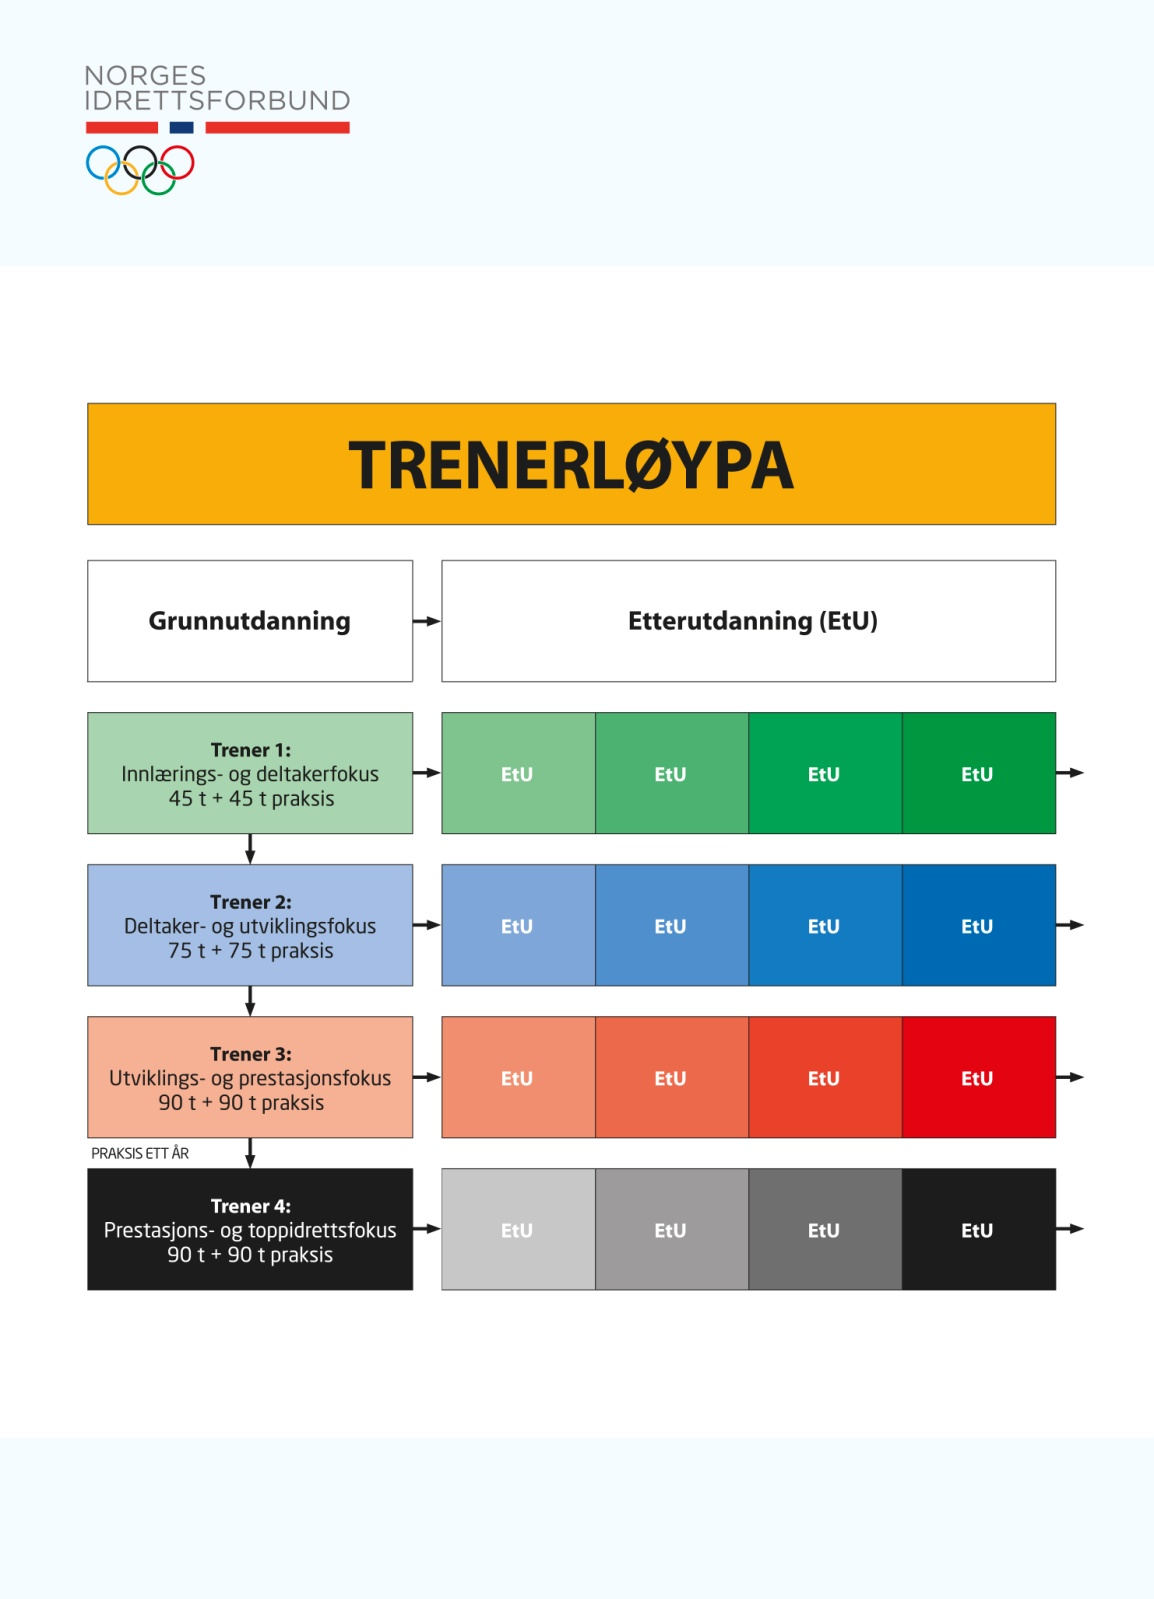 NORGES
IDRETTSFORBUND
TRENERLØYPA
Grunnutdanning
Etterutdanning (EtU)
Trener 1:
Innlærings- og deltakerfokus
45 t + 45 t praksis
EtU
EtU
EtU
EtU
Trener 2:
Deltaker- og utviklingsfokus
75 t + 75 t praksis
EtU
EtU
EtU
EtU
Trener 3:
Utviklings- og prestasjonsfokus
90 t + 90 t praksis
EtU
EtU
EtU
EtU
PRAKSIS ETT ÅR
Trener 4:
Prestasjons- og toppidrettsfokus
90 t + 90 t praksis
EtU
EtU
EtU
EtU